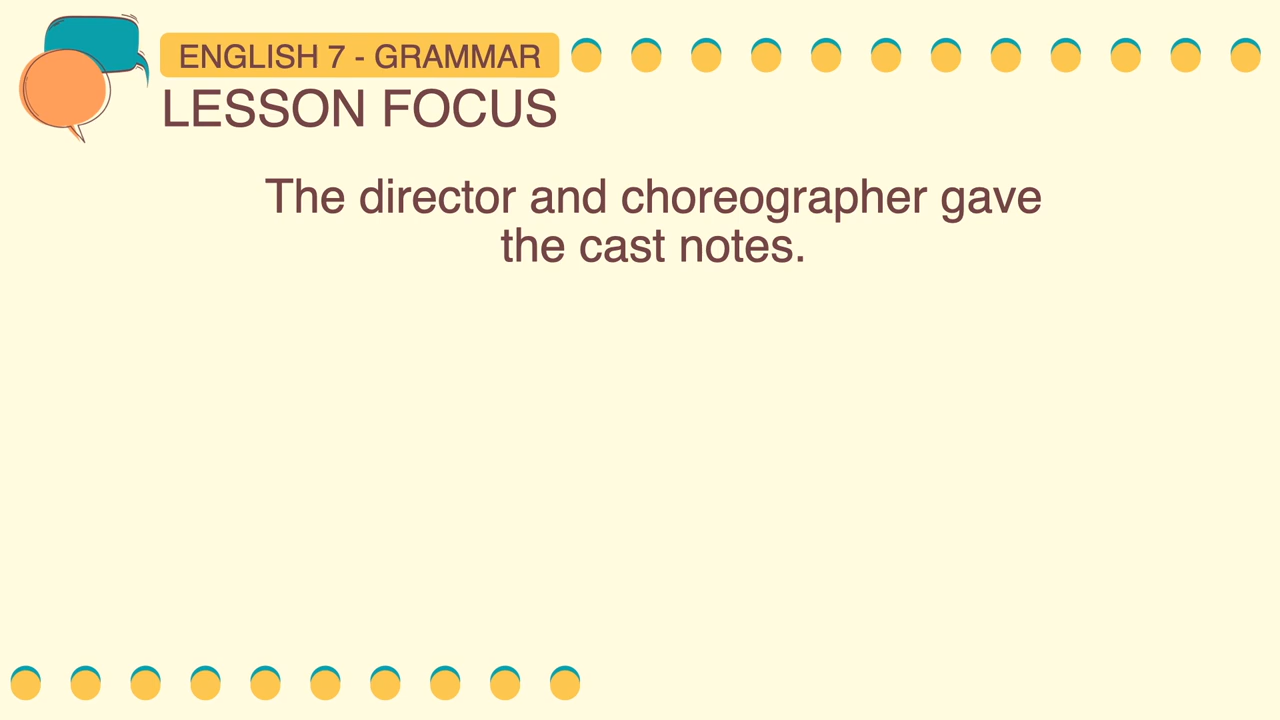 ENGLISH 7 - GRAMMAR
LESSON FOCUS
The director and choreographer gave
the cast notes.